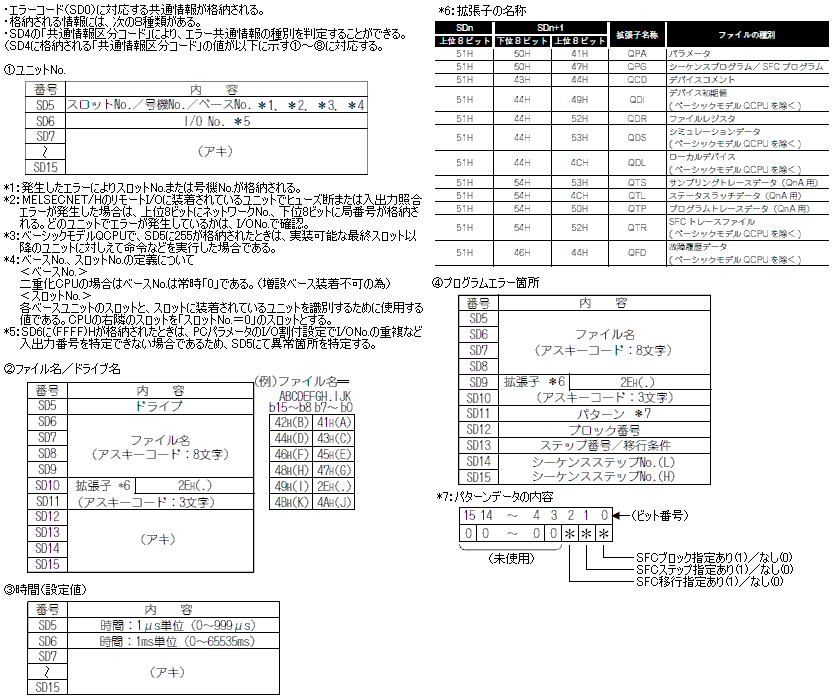 ・エラーコード(SD0)に対応する共通情報が格納される。
・格納される情報には、次の8種類がある。
・SD4の「共通情報区分コード」により、エラー共通情報の種別を判定することができる。
(SD4に格納される「共通情報区分コード」の値が以下に示す①～⑧に対応する。
①ユニットNo.
番号 内 容
SD5 スロットNo./号機No./ベースNo. *1, *2, *3, *4
SD6 I/O No. *5
SD7
～ (アキ)
SD15
*1：発生したエラーによりスロットNo.または号機No.が格納される。
*2：MELSECNET/HのリモートI/Oに装着されているユニットでヒューズ断または入出力照合
エラーが発生した場合は、上位8ビットにネットワークNo.、下位8ビットに局番号が格納さ
れる。どのユニットでエラーが発生しているかは、I/ONo.で確認。
*3：ベーシックモデルQCPUで、SD5に255が格納されたときは、実装可能な最終スロット以
降のユニットに対しえて命令などを実行した場合である。
*4：ベースNo.、スロットNo.の定義について
＜ベースNo.＞
二重化CPUの場合はベースNo.は常時「0」である。(増設ベース装着不可の為)
＜スロットNo.＞
各ベースユニットのスロットと、スロットに装着されているユニットを識別するために使用する
値である。CPUの右隣のスロットを「スロットNo.＝0」のスロットとする。
*5：SD6に(FFFF)Hが格納されたときは、PCパラメータのI/O割付設定でI/ONo.の重複など
入出力番号を特定できない場合であるため、SD5にて異常箇所を特定する。
②ファイル名／ドライブ名
番号 内 容
SD5 ドライブ
SD6
SD7 ファイル名
SD8 (アスキーコード：8文字)
SD9
SD10 拡張子 *6 2EH(.)
SD11 (アスキーコード：3文字)
SD12
SD13 (アキ)
SD14
SD15
(例)ファイル名＝
ABCDEFGH.IJK
b15～b8 b7～b0
42H(B) 41H(A)
44H(D) 43H(C)
46H(F) 45H(E)
48H(H) 47H(G)
49H(I) 2EH(.)
4BH(K) 4AH(J)
③時間(設定値)
番号 内 容
SD5 時間：1μs単位 (0～999μs)
SD6 時間：1ms単位 (0～65535ms)
SD7
～ (アキ)
SD15
*6：拡張子の名称
SDn SDn+1 拡張子名称 ファイルの種別
上位8ビット 下位8ビット 上位8ビット
51H 50H 41H QPA パラメータ
51H 50H 47H QPG シーケンスプログラム／SFCプログラム
51H 43H 44H QCD デバイスコメント
51H 44H 49H QDI デバイス初期値
(ベーシックモデルQCPUを除く)
51H 44H 52H QDR ファイルレジスタ
51H 44H 53H QDS シミュレーションデータ
(ベーシックモデルQCPUを除く)
51H 44H 4CH QDL ローカルデバイス
(ベーシックモデルQCPUを除く)
51H 54H 53H QTS サンプリングトレースデータ(QnA用)
51H 54H 4CH QTL ステータスラッチデータ(QnA用)
51H 54H 50H QTP プログラムトレースデータ(QnA用)
51H 54H 52H QTR SFCトレースファイル
(ベーシックモデルQCPUを除く)
51H 46H 44H QFD 故障履歴データ
(ベーシックモデルQCPUを除く)
④プログラムエラー箇所
番号 内 容
SD5
SD6 ファイル名
SD7 (アスキーコード：8文字)
SD8
SD9 拡張子 *6 2EH(.)
SD10 (アスキーコード：3文字)
SD11 パターン *7
SD12 ブロック番号
SD13 ステップ番号／移行条件
SD14 シーケンスステップNo.(L)
SD15 シーケンスステップNo.(H)
*7：パターンデータの内容
15 14 ～ 4 3 2 1 0 (ビット番号)
0 0 ～ 0 0 * * *
(未使用)
SFCブロック指定あり(1)／なし(0)
SFCステップ指定あり(1)／なし(0)
SFC移行指定あり(1)／なし(0)